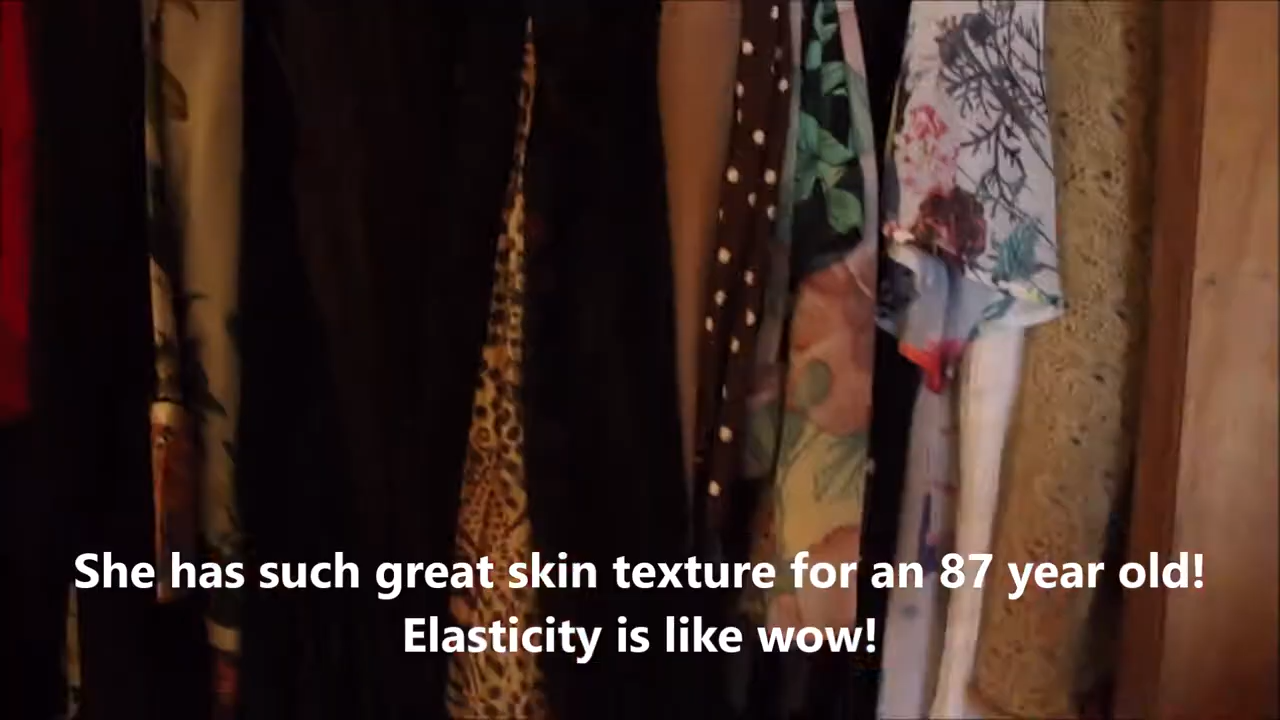 She has such great skin texture for an 87 year old!
Elasticity is like wow!